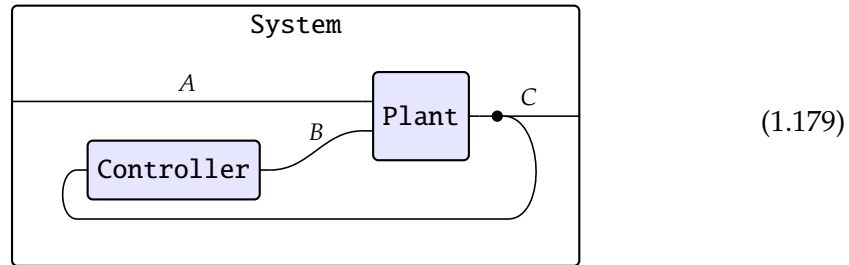 System
A
C
Plant
(1.179)
B
Controller